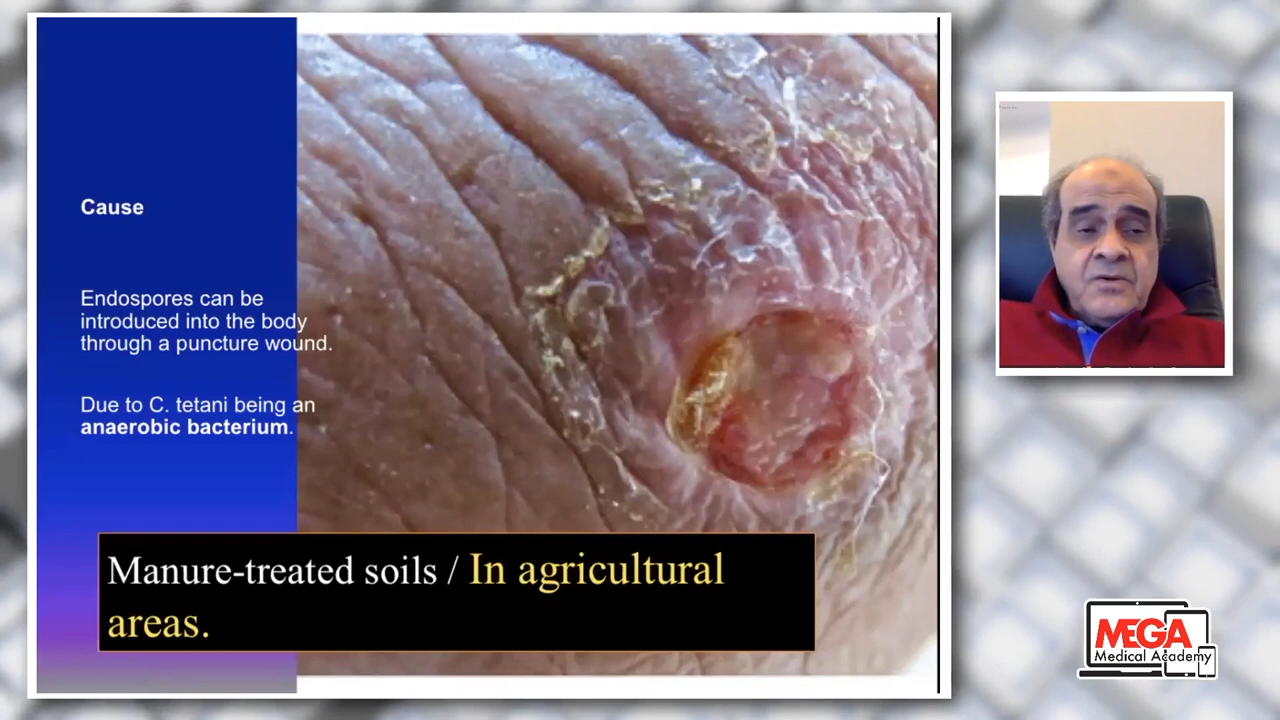 Cause
Endospores can be
introduced into the body
through a puncture wound.
Due to C. tetani being an
anaerobic bacterium.
Manure-treated soils / In agricultural
areas.
MEGA
Medical Academy